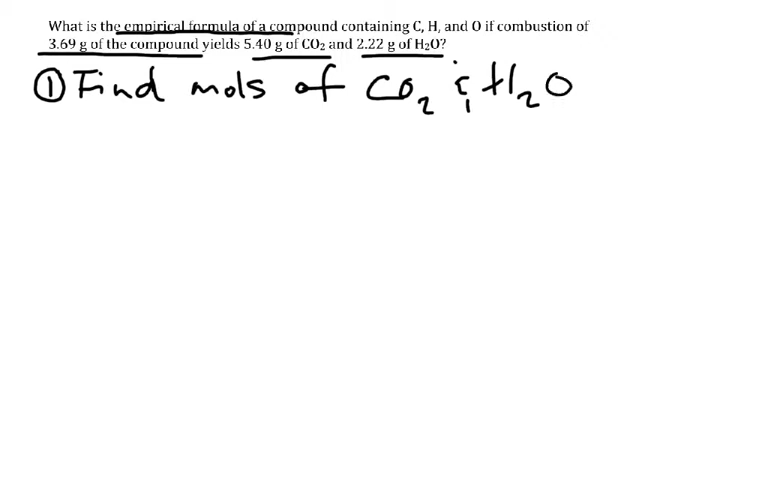 What is the empirical formula of a compound containing C, H, and O if combustion of
3.69 g of the compound yields 5.40 g of CO₂ and 2.22 g of H₂O?
① Find mols of CO₂ & H₂O